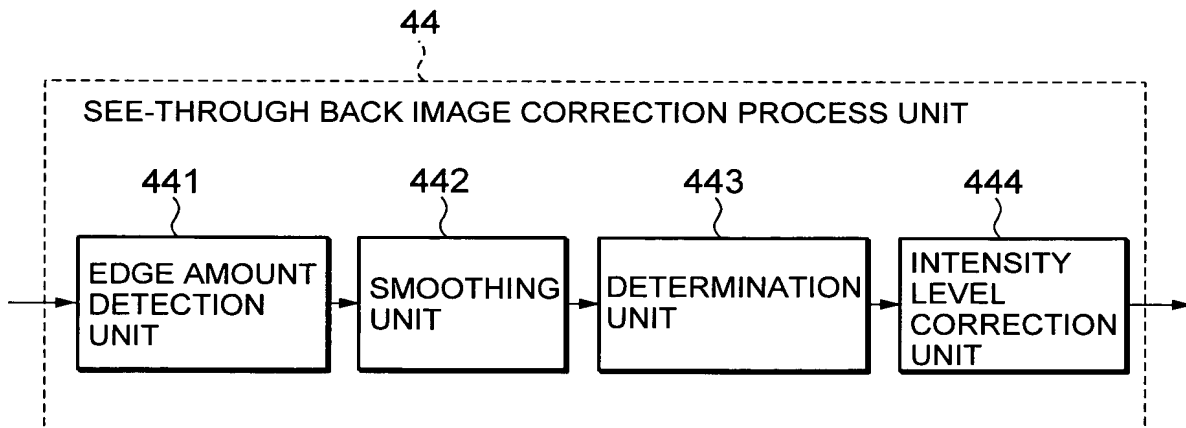 44
SEE-THROUGH BACK IMAGE CORRECTION PROCESS UNIT
441
442
443
444
EDGE AMOUNT
DETECTION
UNIT
SMOOTHING
UNIT
DETERMINATION
UNIT
INTENSITY
LEVEL
CORRECTION
UNIT